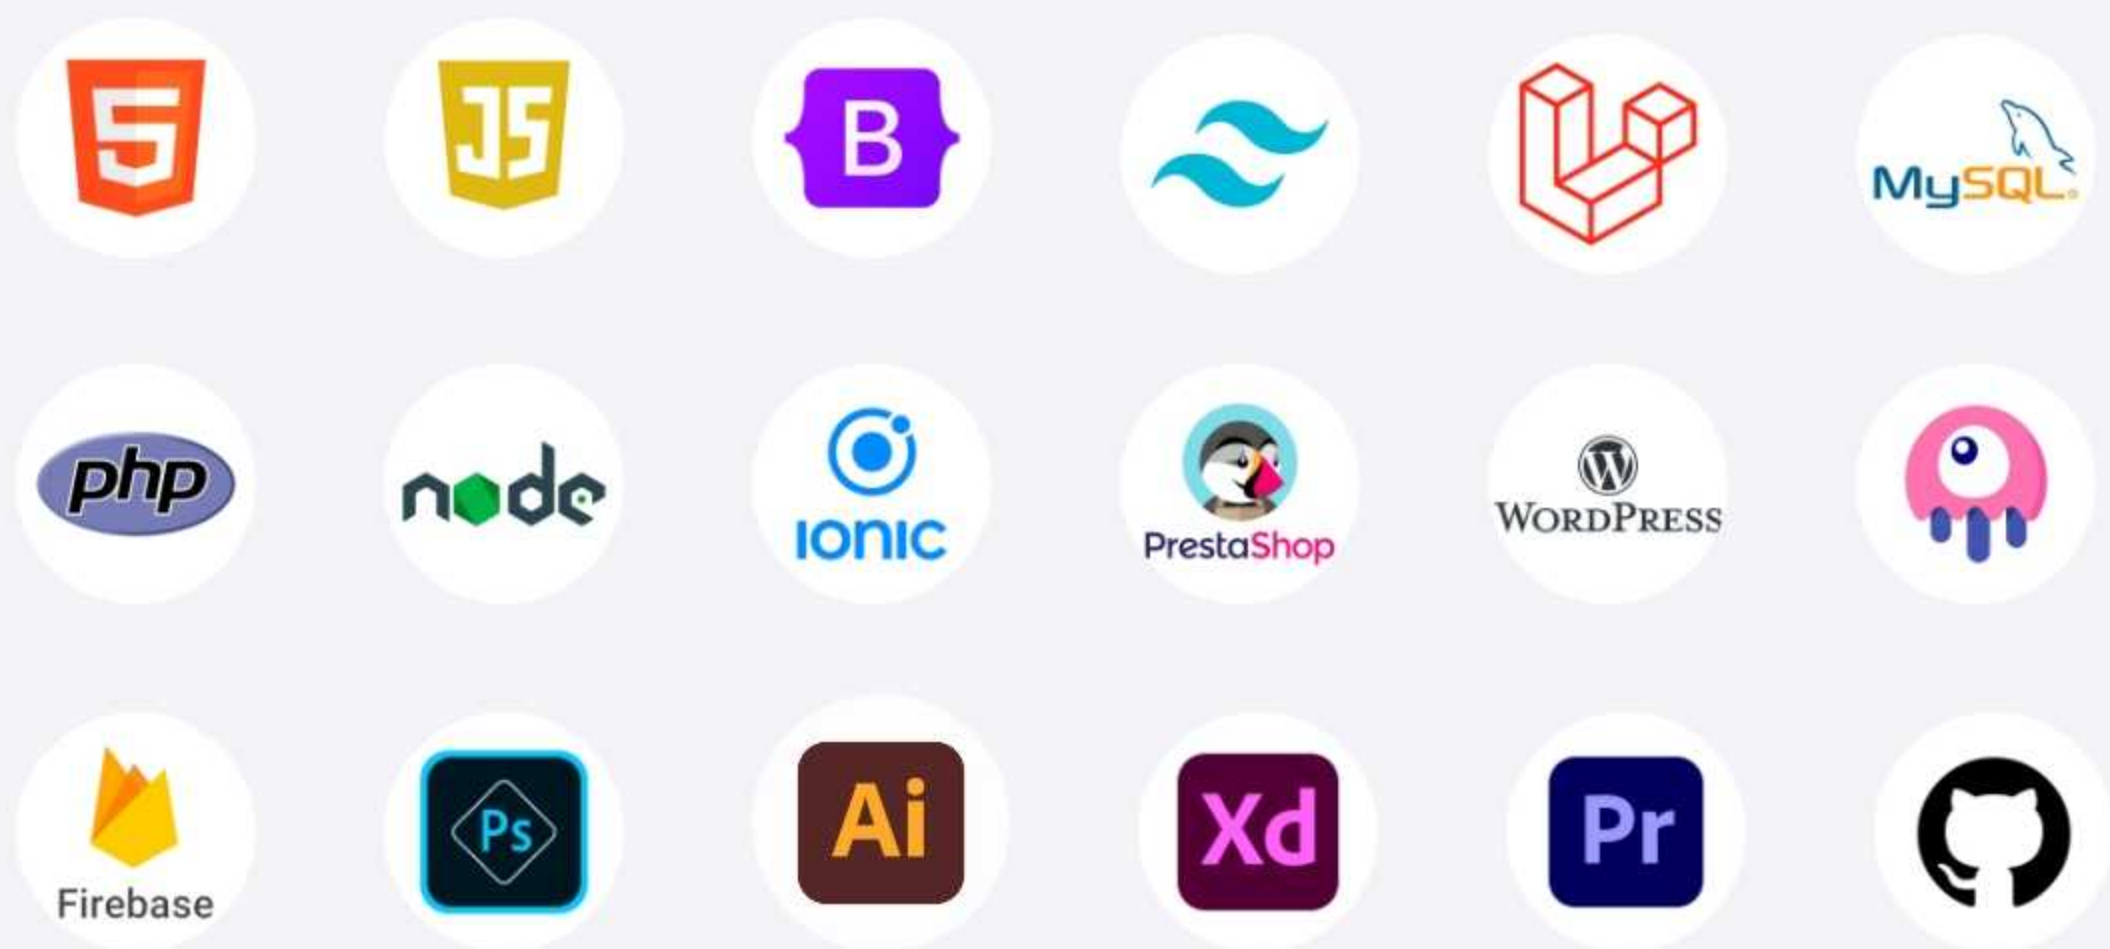 5
JS
B
MySQL®
php
node
IONIC
PrestaShop
W
WORDPRESS
Firebase
Ps
Ai
Xd
Pr